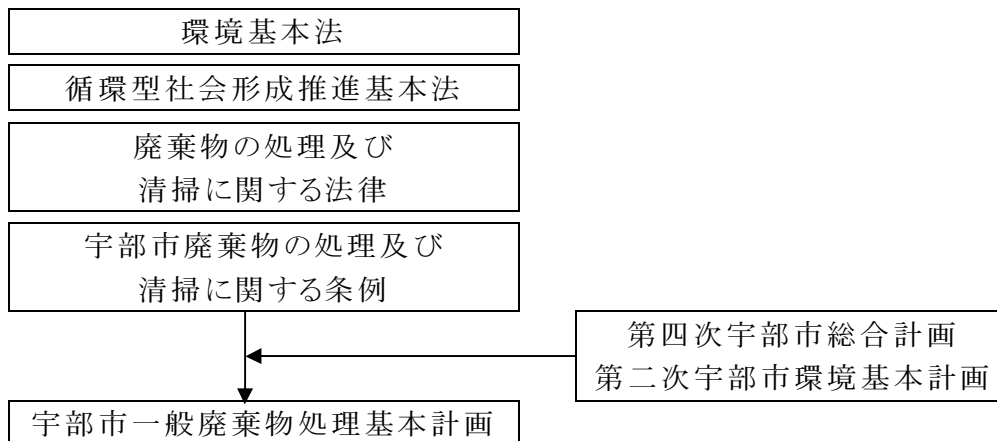 環境基本法
循環型社会形成推進基本法
廃棄物の処理及び
清掃に関する法律
宇部市廃棄物の処理及び
清掃に関する条例
第四次宇部市総合計画
第二次宇部市環境基本計画
宇部市一般廃棄物処理基本計画